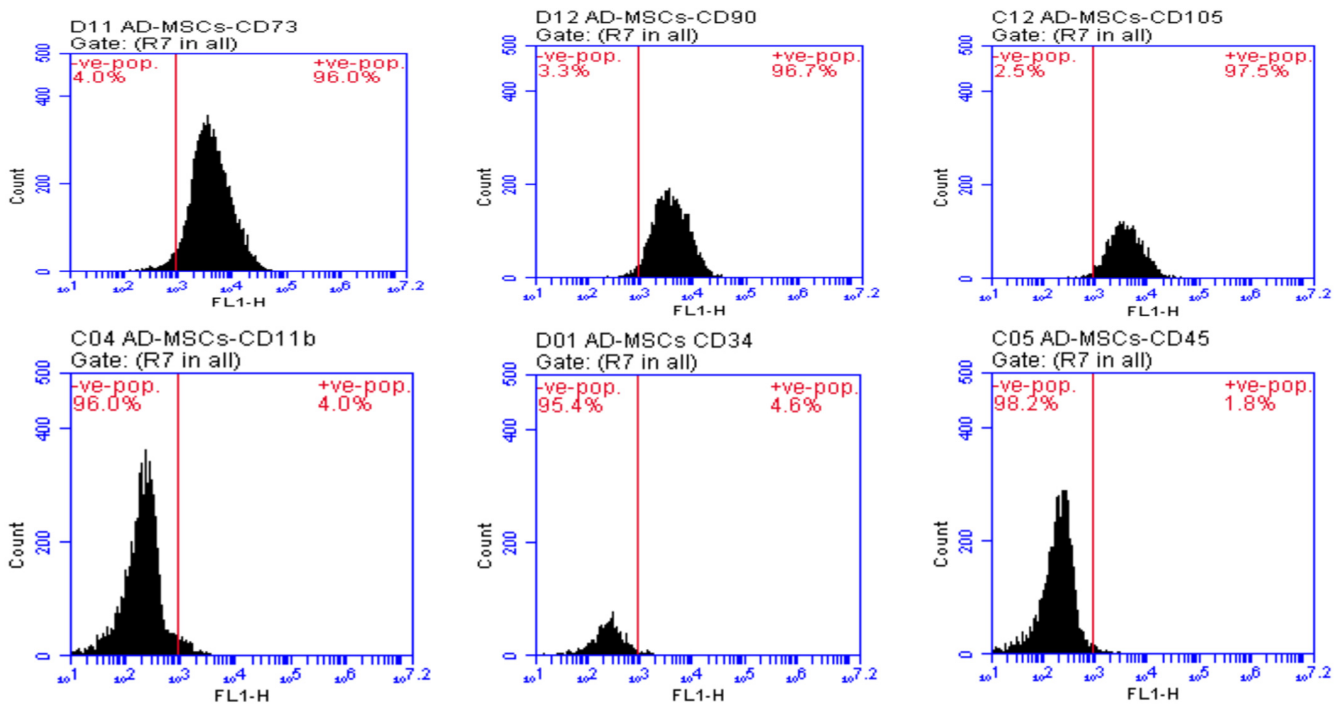 D11 AD-MSCs-CD73
Gate: (R7 in all)
-ve-pop. +ve-pop.
4.0% 96.0%
500
400
200
0
Count
10^1 10^2 10^3 10^4 10^5 10^6 10^7.2
FL1-H
D12 AD-MSCs-CD90
Gate: (R7 in all)
-ve-pop. +ve-pop.
3.3% 96.7%
500
400
200
0
Count
10^1 10^2 10^3 10^4 10^5 10^6 10^7.2
FL1-H
C12 AD-MSCs-CD105
Gate: (R7 in all)
-ve-pop. +ve-pop.
2.5% 97.5%
500
400
200
0
Count
10^1 10^2 10^3 10^4 10^5 10^6 10^7.2
FL1-H
C04 AD-MSCs-CD11b
Gate: (R7 in all)
-ve-pop. +ve-pop.
96.0% 4.0%
500
400
200
0
Count
10^1 10^2 10^3 10^4 10^5 10^6 10^7.2
FL1-H
D01 AD-MSCs CD34
Gate: (R7 in all)
-ve-pop. +ve-pop.
95.4% 4.6%
500
400
200
0
Count
10^1 10^2 10^3 10^4 10^5 10^6 10^7.2
FL1-H
C05 AD-MSCs-CD45
Gate: (R7 in all)
-ve-pop. +ve-pop.
98.2% 1.8%
500
400
200
0
Count
10^1 10^2 10^3 10^4 10^5 10^6 10^7.2
FL1-H